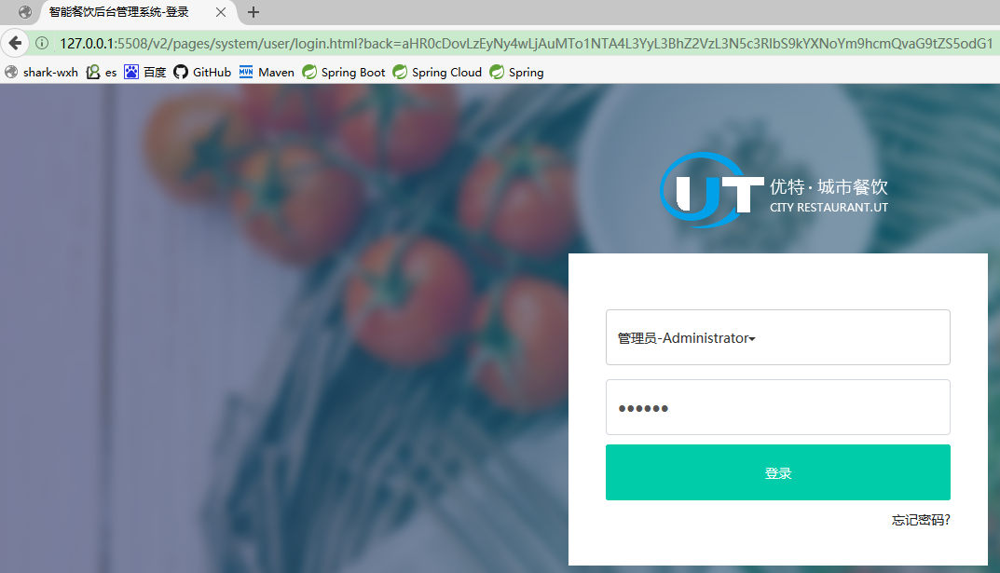 智能餐饮后台管理系统-登录
127.0.0.1:5508/v2/pages/system/user/login.html?back=aHR0cDovLzEyNy4wLjAuMTo1NTA4L3YyL3BhZ2VzL3N5c3RlbS9kYXNoYm9hcmQvaG9tZS5odG1
shark-wxh es 百度 GitHub Maven Spring Boot Spring Cloud Spring
UT 优特·城市餐饮
CITY RESTAURANT.UT
管理员-Administrator
登录
忘记密码?